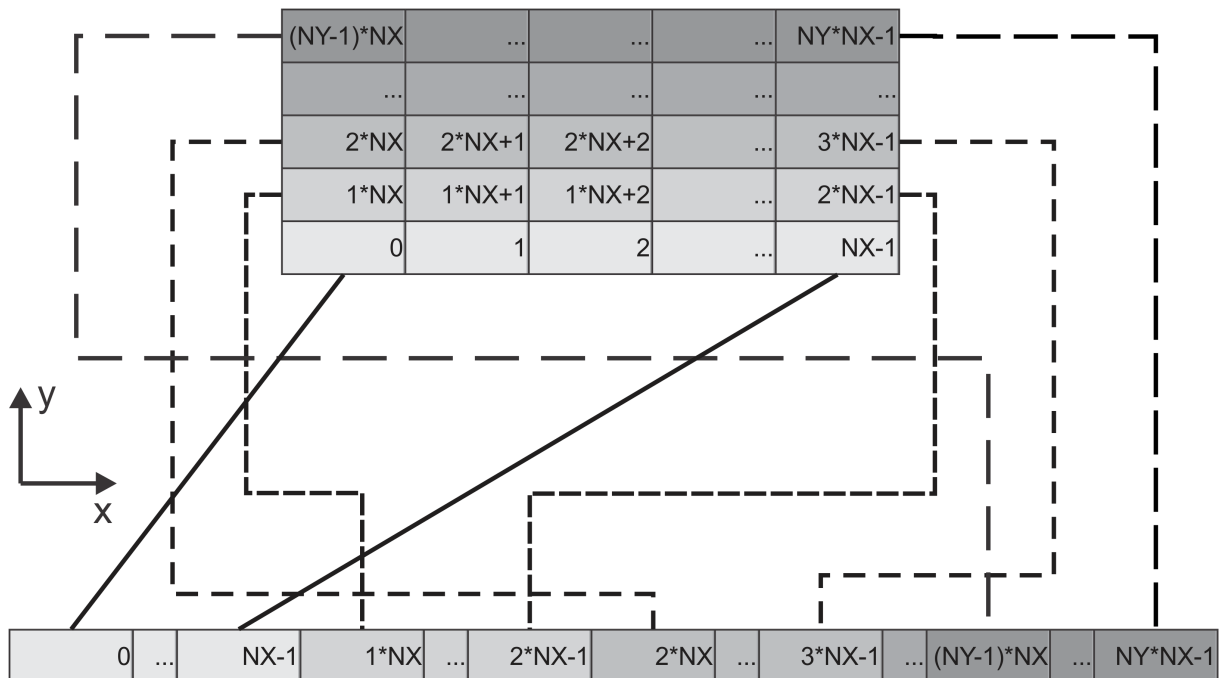 (NY-1)*NX ... ... ... NY*NX-1
... ... ... ... ...
2*NX 2*NX+1 2*NX+2 ... 3*NX-1
1*NX 1*NX+1 1*NX+2 ... 2*NX-1
0 1 2 ... NX-1
y
x
0 ... NX-1 1*NX ... 2*NX-1 2*NX ... 3*NX-1 ... (NY-1)*NX ... NY*NX-1